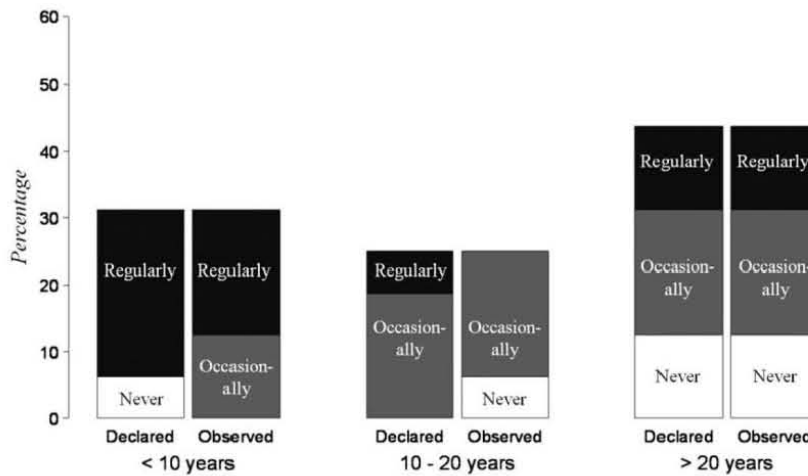 60
50
40
30
20
10
0
Percentage
Regularly
Never
Regularly
Occasion-
ally
Regularly
Occasion-
ally
Occasion-
ally
Never
Regularly
Occasion-
ally
Never
Regularly
Occasion-
ally
Never
Declared Observed
< 10 years
Declared Observed
10 - 20 years
Declared Observed
> 20 years